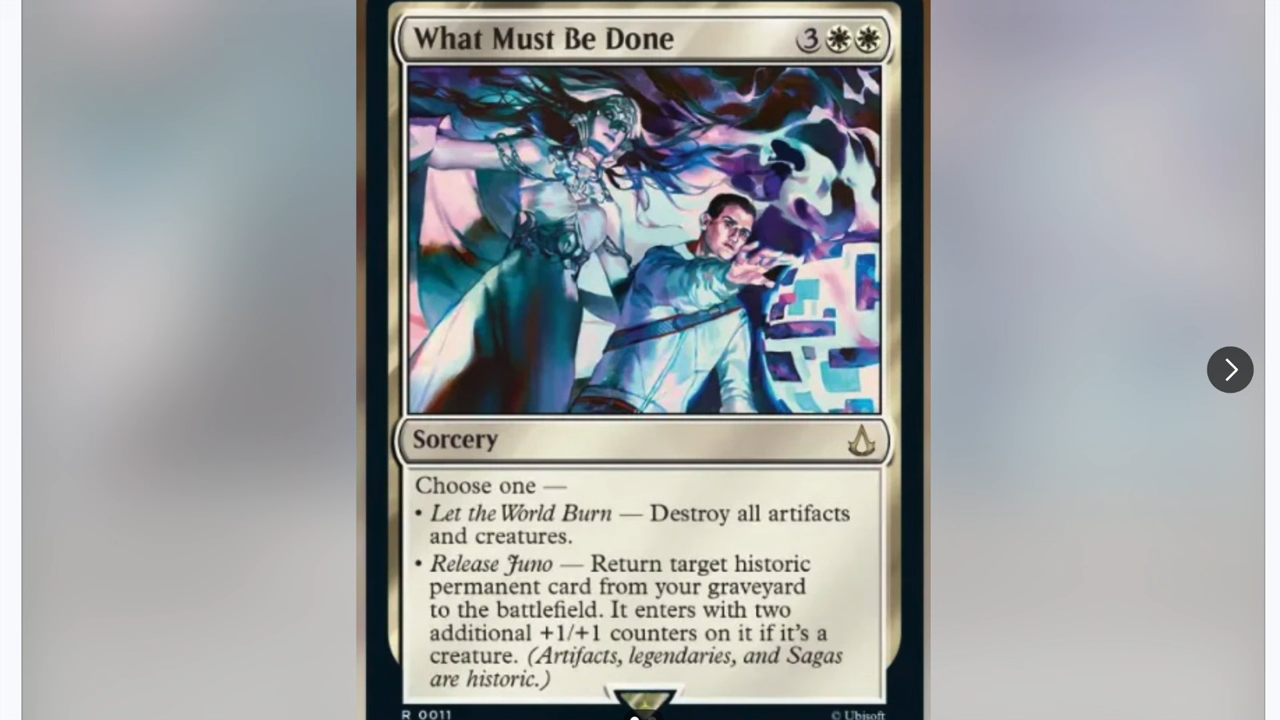 What Must Be Done 3
Sorcery
Choose one —
• Let the World Burn — Destroy all artifacts
and creatures.
• Release Juno — Return target historic
permanent card from your graveyard
to the battlefield. It enters with two
additional +1/+1 counters on it if it’s a
creature. (Artifacts, legendaries, and Sagas
are historic.)
R 0011 © Ubisoft